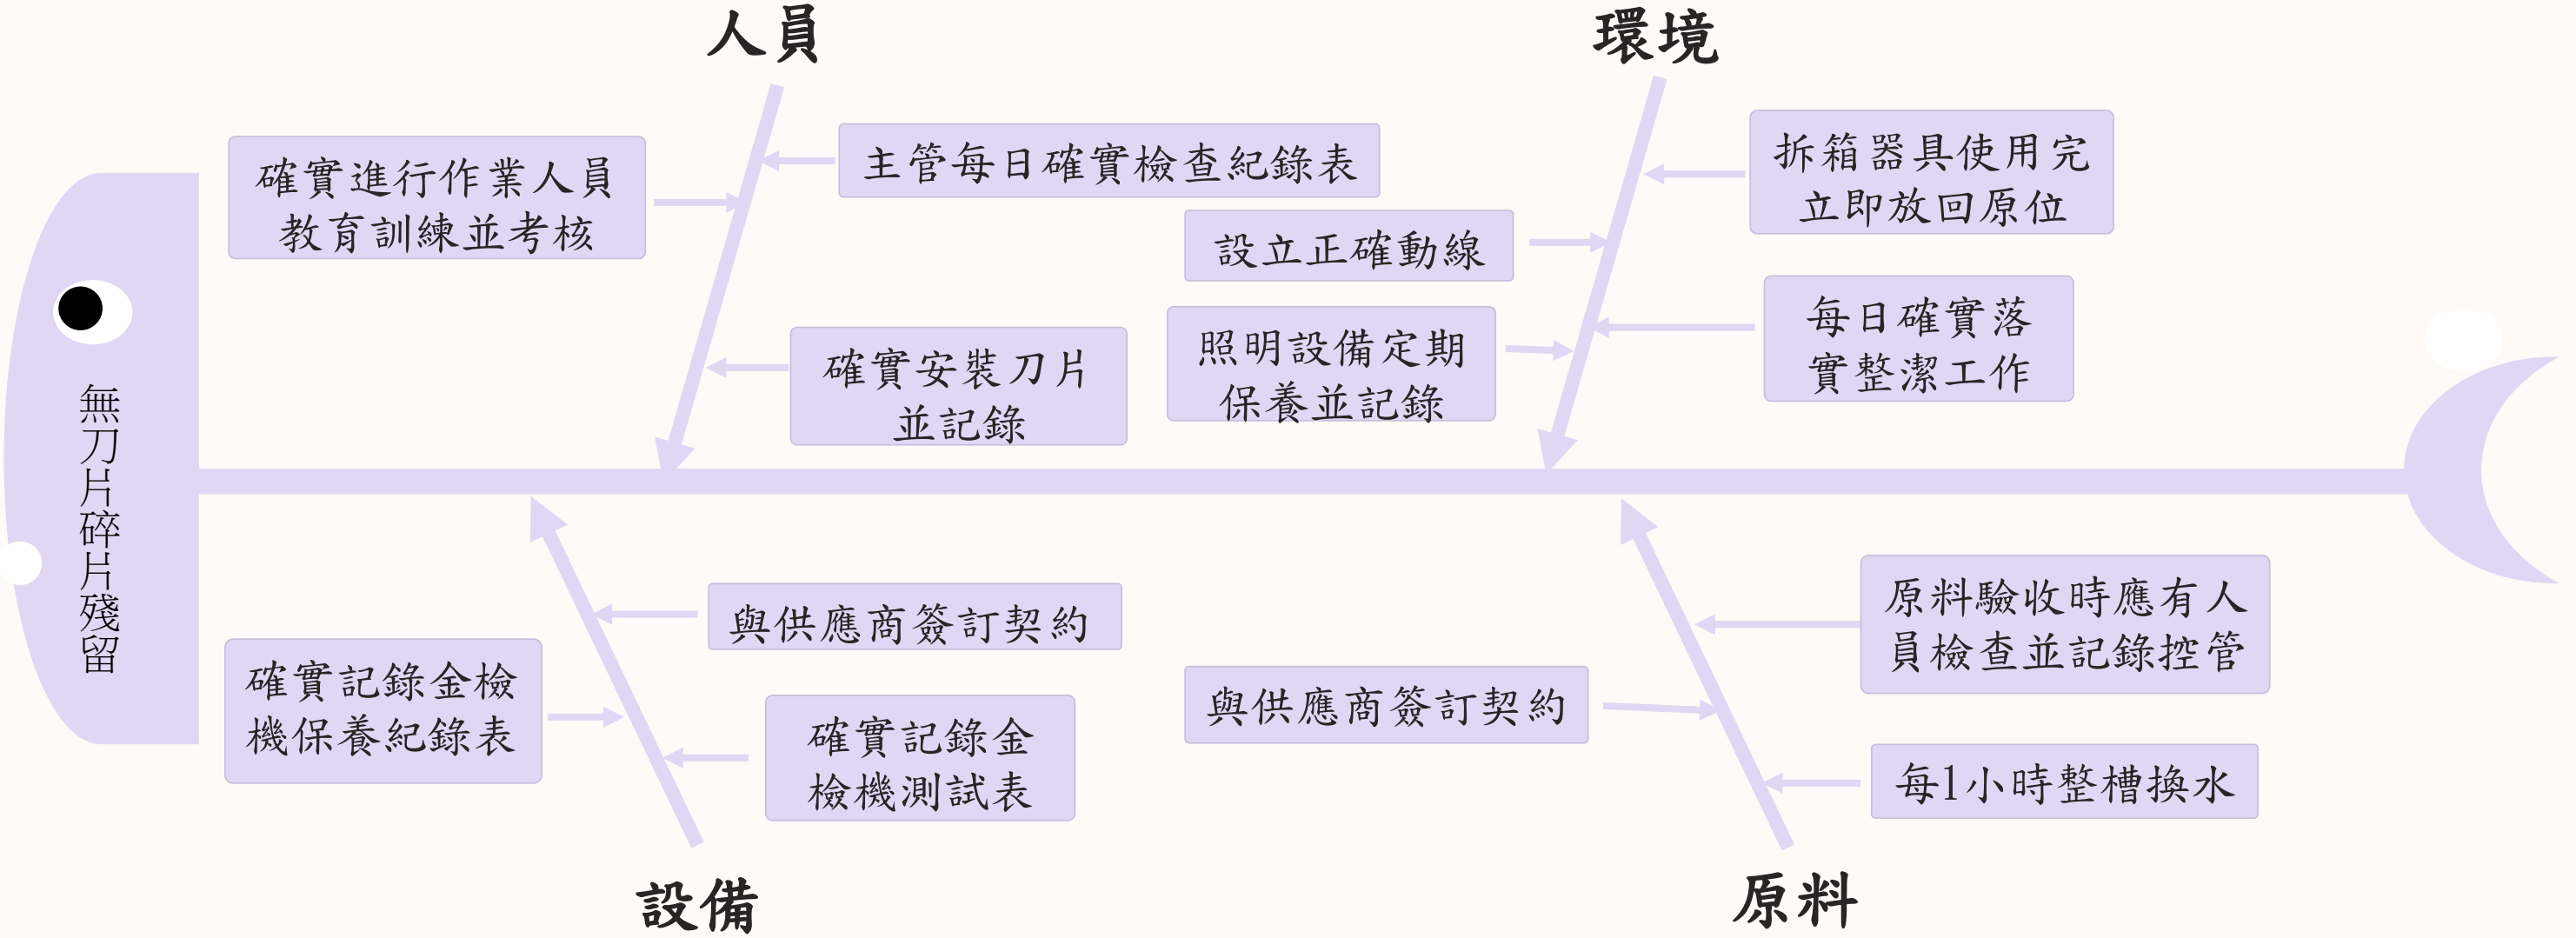 人員
環境
確實進行作業人員
教育訓練並考核
主管每日確實檢查紀錄表
確實安裝刀片
並記錄
設立正確動線
照明設備定期
保養並記錄
拆箱器具使用完
立即放回原位
每日確實落
實整潔工作
無刀片碎片殘留
與供應商簽訂契約
確實記錄金檢
機保養紀錄表
確實記錄金
檢機測試表
與供應商簽訂契約
原料驗收時應有人
員檢查並記錄控管
每1小時整槽換水
設備
原料